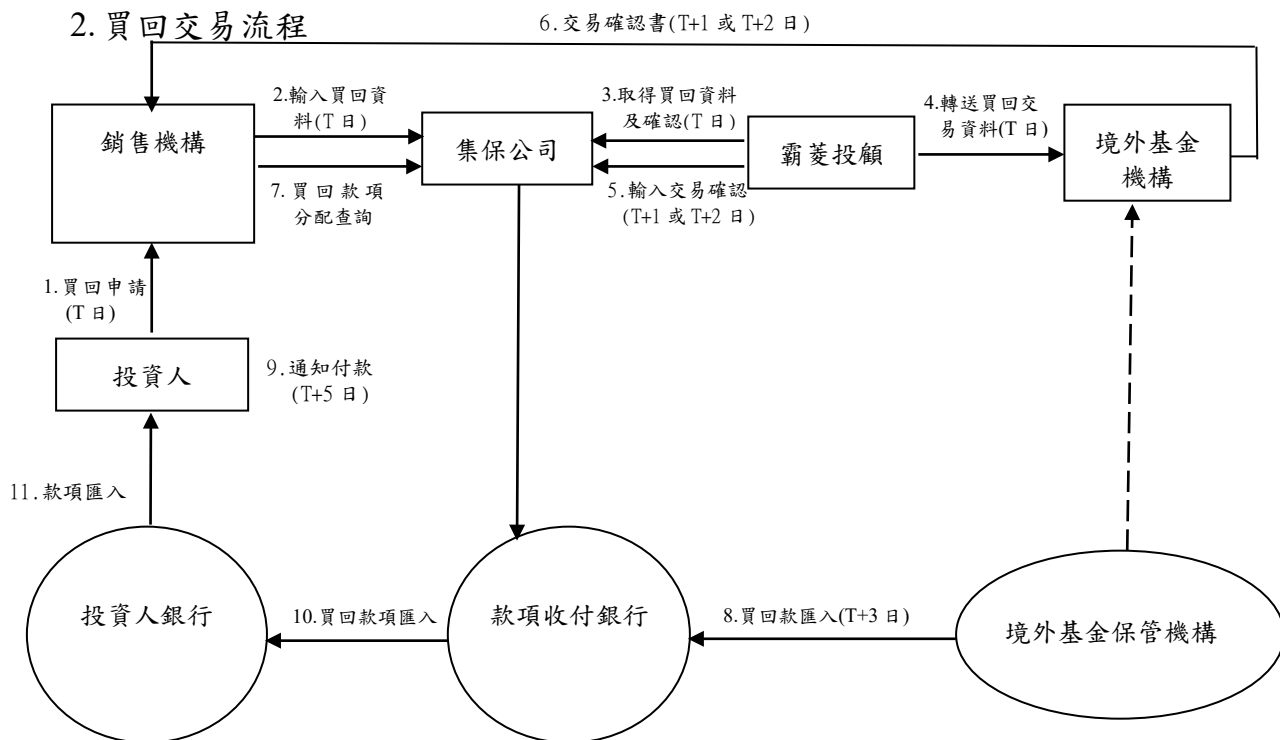 2.買回交易流程
6.交易確認書(T+1 或 T+2 日)
銷售機構
2.輸入買回資
料(T 日)
7.買回款項
分配查詢
集保公司
3.取得買回資料
及確認(T 日)
5.輸入交易確認
(T+1 或 T+2 日)
霸菱投顧
4.轉送買回交
易資料(T 日)
境外基金
機構
1.買回申請
(T 日)
投資人
9.通知付款
(T+5 日)
11.款項匯入
投資人銀行
10.買回款項匯入
款項收付銀行
8.買回款匯入(T+3 日)
境外基金保管機構